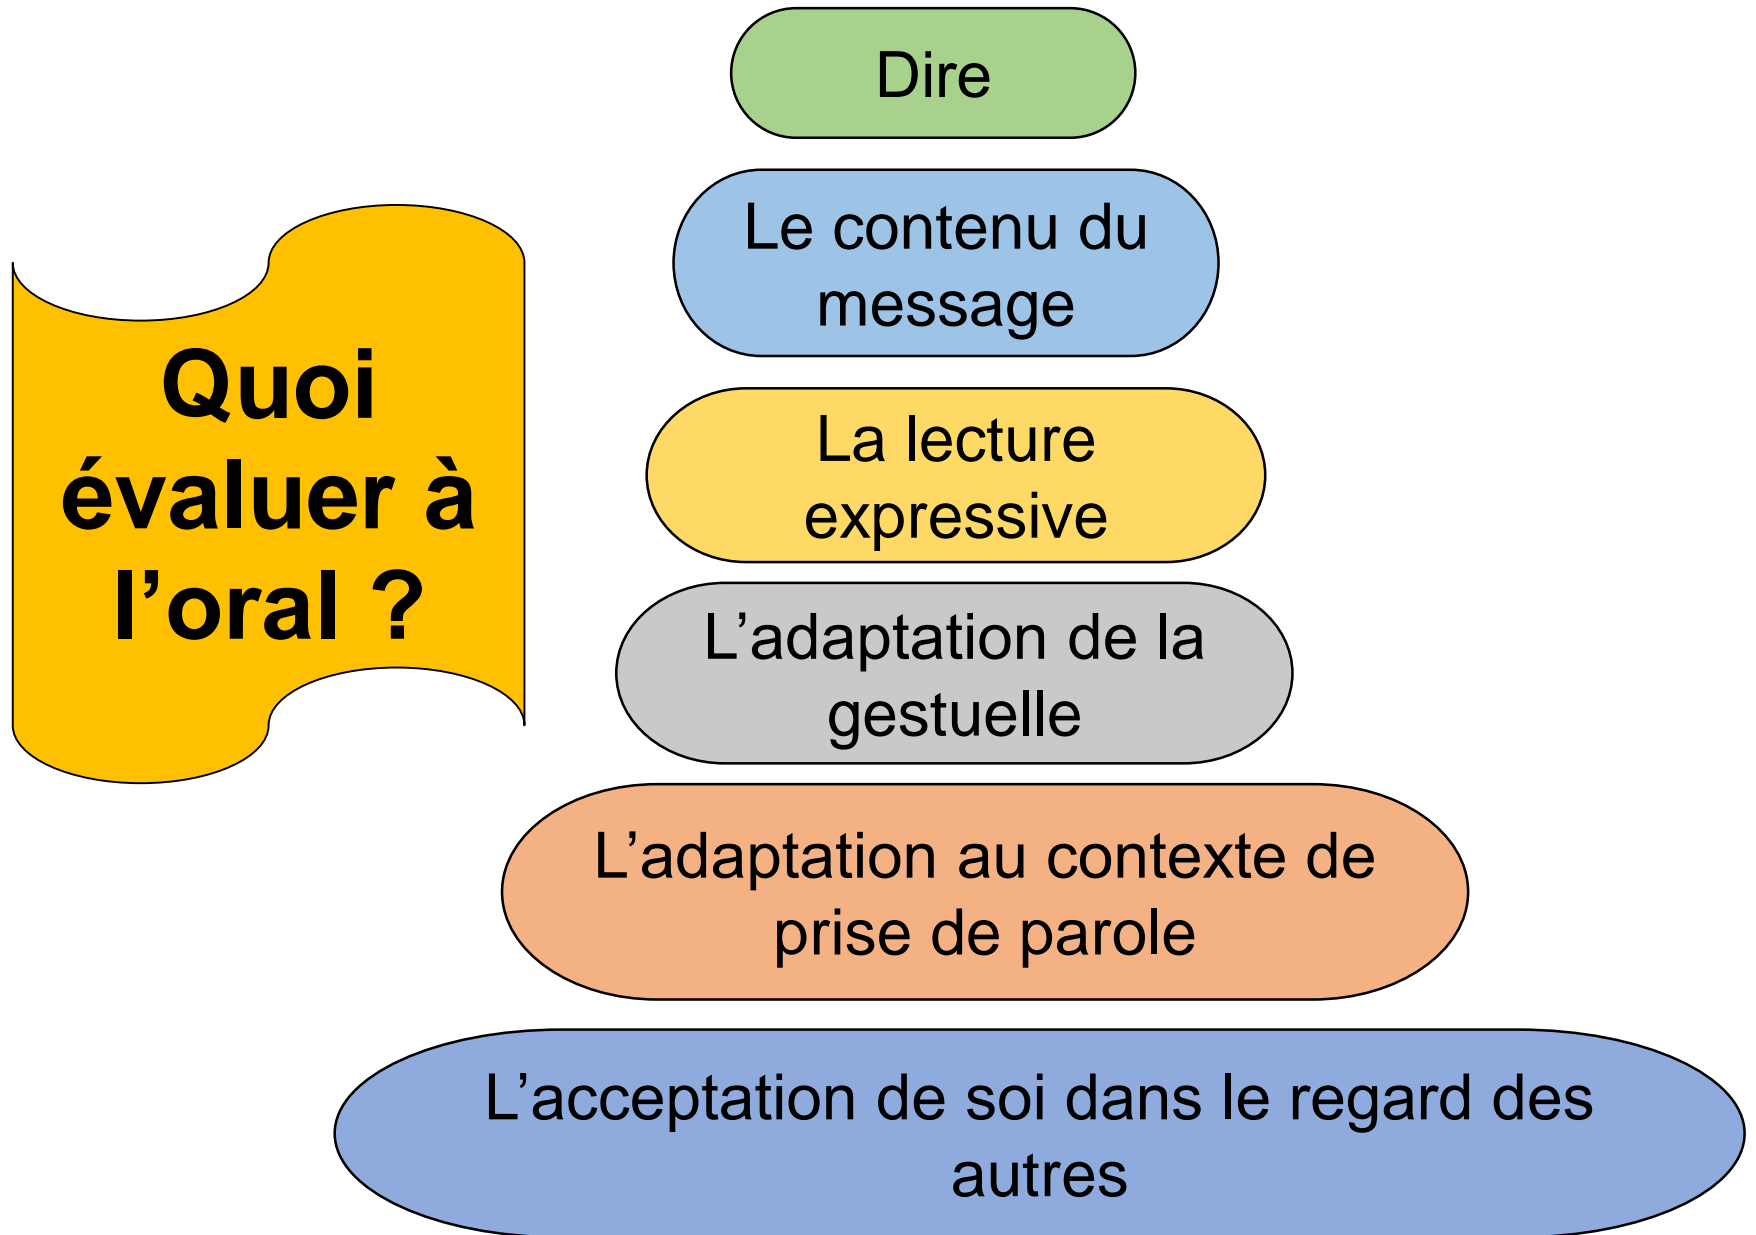 Quoi
évaluer à
l’oral ?
Dire
Le contenu du
message
La lecture
expressive
L’adaptation de la
gestuelle
L’adaptation au contexte de
prise de parole
L’acceptation de soi dans le regard des
autres